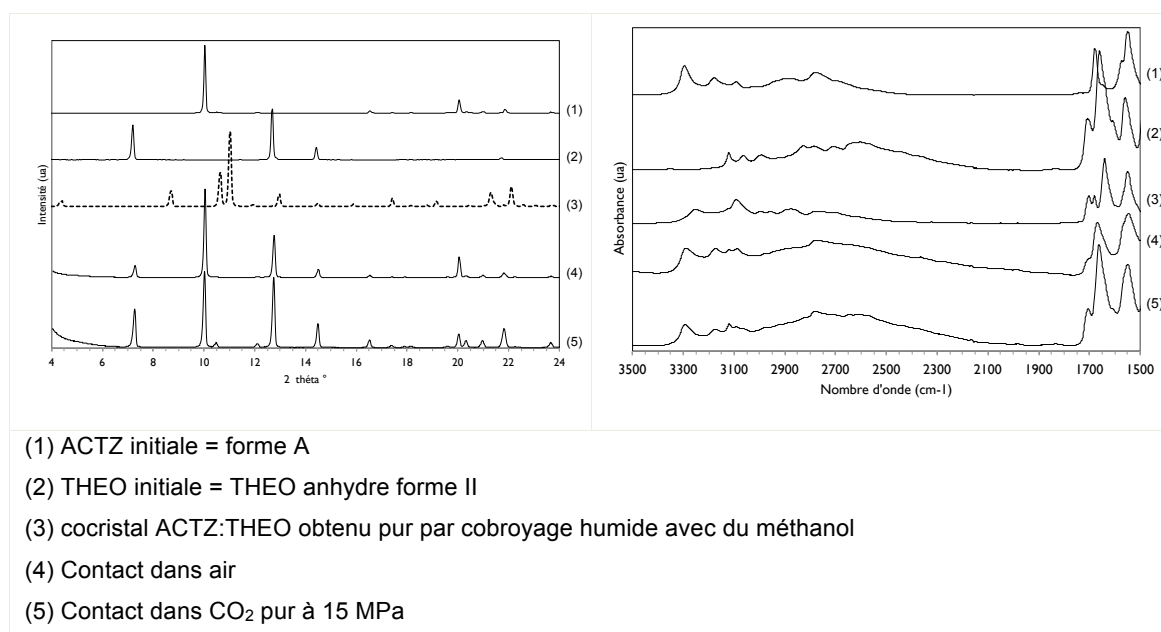 Intensité (ua)
(1)
(2)
(3)
(4)
(5)
4 6 8 10 12 14 16 18 20 22 24
2 théta °
Absorbance (ua)
(1)
(2)
(3)
(4)
(5)
3500 3300 3100 2900 2700 2500 2300 2100 1900 1700 1500
Nombre d'onde (cm-1)
(1) ACTZ initiale = forme A
(2) THEO initiale = THEO anhydre forme II
(3) cocristal ACTZ:THEO obtenu pur par cobroyage humide avec du méthanol
(4) Contact dans air
(5) Contact dans CO₂ pur à 15 MPa